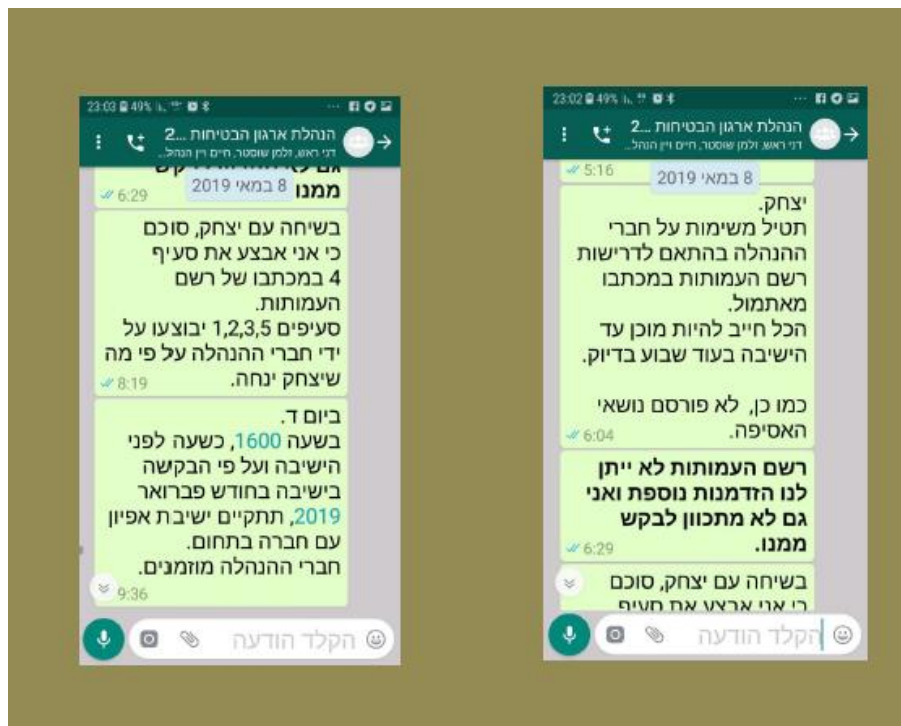 23:02 49%
הנהלת ארגון הבטיחות ...2
דני ראש, זלמן שוסטר, חיים ויין הנהל...
5:16
8 במאי 2019
יצחק.
תטיל משימות על חברי
ההנהלה בהתאם לדרישות
רשם העמותות במכתבו
מאתמול.
הכל חייב להיות מוכן עד
הישיבה בעוד שבוע בדיוק.
כמו כן, לא פורסם נושאי
האסיפה.
6:04
רשם העמותות לא ייתן
לנו הזדמנות נוספת ואני
גם לא מתכוון לבקש
ממנו.
6:29
בשיחה עם יצחק, סוכם
כי אני אבצע את סעיף
הקלד הודעה
23:03 49%
הנהלת ארגון הבטיחות ...2
דני ראש, זלמן שוסטר, חיים ויין הנהל...
8 במאי 2019
ממנו
6:29
בשיחה עם יצחק, סוכם
כי אני אבצע את סעיף
4 במכתבו של רשם
העמותות.
סעיפים 1,2,3,5 יבוצעו על
ידי חברי ההנהלה על פי מה
שיצחק ינחה.
8:19
ביום ד.
בשעה 1600, כשעה לפני
הישיבה ועל פי הבקשה
בישיבה בחודש פברואר
2019, תתקיים ישיבת אפיון
עם חברה בתחום.
חברי ההנהלה מוזמנים.
9:36
הקלד הודעה